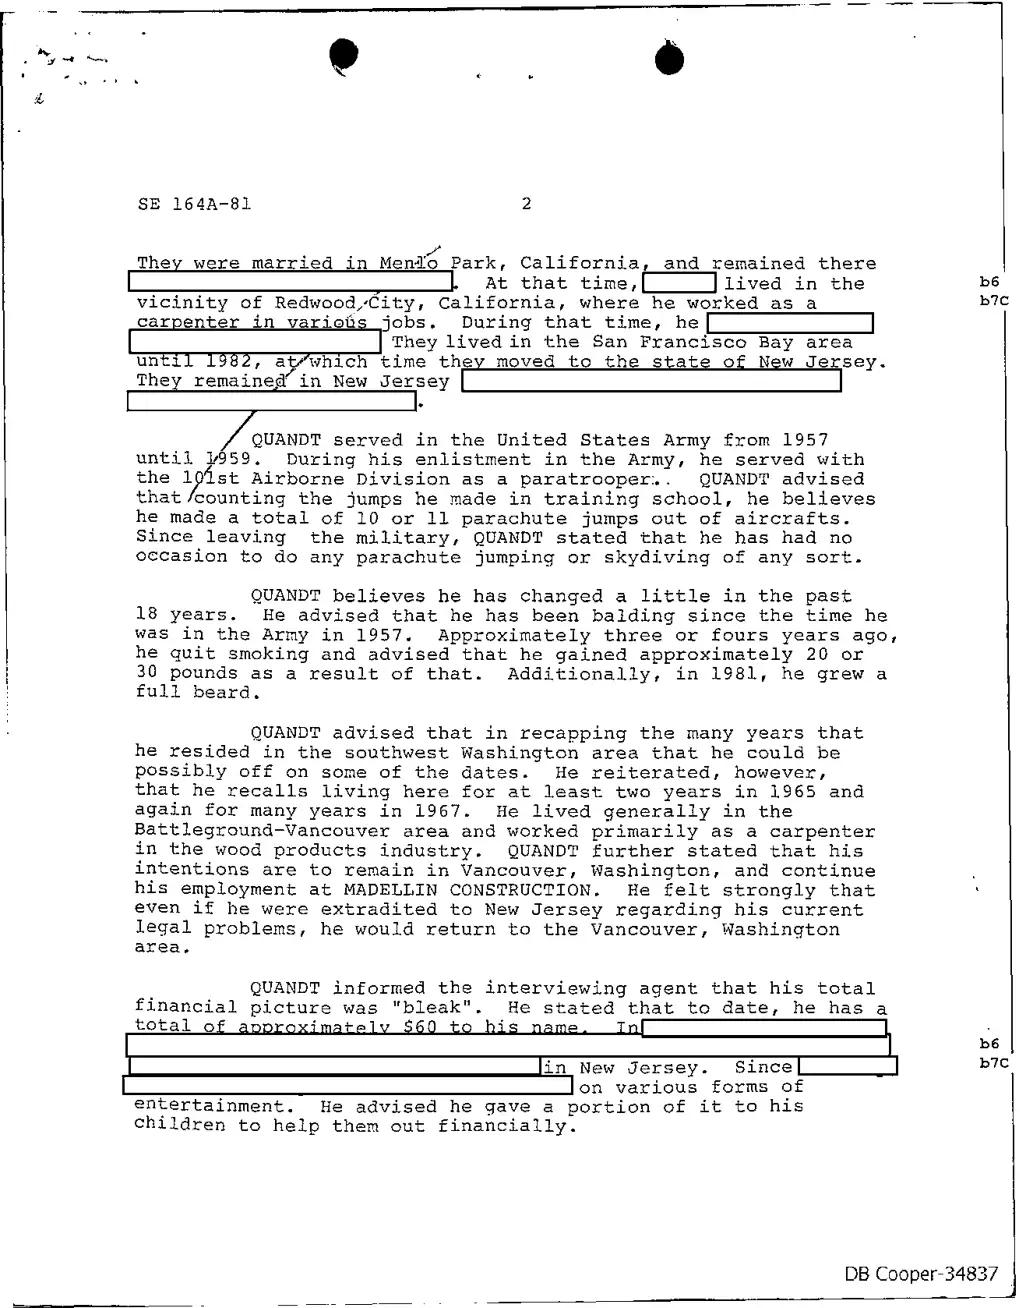 SE 164A-81 2
They were married in Menlo Park, California, and remained there
. At that time, lived in the b6
vicinity of Redwood City, California, where he worked as a b7C
carpenter in various jobs. During that time, he
They lived in the San Francisco Bay area
until 1982, at which time they moved to the state of New Jersey.
They remained in New Jersey
.
QUANDT served in the United States Army from 1957
until 1959. During his enlistment in the Army, he served with
the 101st Airborne Division as a paratrooper.. QUANDT advised
that counting the jumps he made in training school, he believes
he made a total of 10 or 11 parachute jumps out of aircrafts.
Since leaving the military, QUANDT stated that he has had no
occasion to do any parachute jumping or skydiving of any sort.
QUANDT believes he has changed a little in the past
18 years. He advised that he has been balding since the time he
was in the Army in 1957. Approximately three or fours years ago,
he quit smoking and advised that he gained approximately 20 or
30 pounds as a result of that. Additionally, in 1981, he grew a
full beard.
QUANDT advised that in recapping the many years that
he resided in the southwest Washington area that he could be
possibly off on some of the dates. He reiterated, however,
that he recalls living here for at least two years in 1965 and
again for many years in 1967. He lived generally in the
Battleground-Vancouver area and worked primarily as a carpenter
in the wood products industry. QUANDT further stated that his
intentions are to remain in Vancouver, Washington, and continue
his employment at MADELLIN CONSTRUCTION. He felt strongly that
even if he were extradited to New Jersey regarding his current
legal problems, he would return to the Vancouver, Washington
area.
QUANDT informed the interviewing agent that his total
financial picture was "bleak". He stated that to date, he has a
total of approximately $60 to his name. In
b6
in New Jersey. Since b7C
on various forms of
entertainment. He advised he gave a portion of it to his
children to help them out financially.
DB Cooper-34837